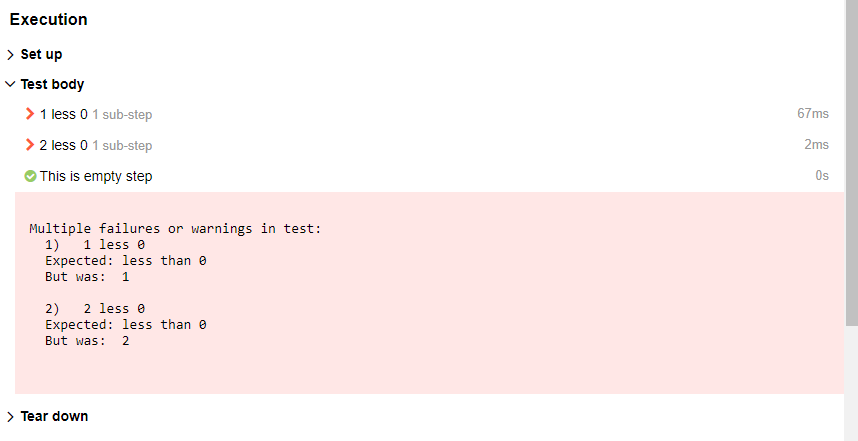 Execution
Set up
Test body
1 less 0 1 sub-step 67ms
2 less 0 1 sub-step 2ms
This is empty step 0s
Multiple failures or warnings in test:
1) 1 less 0
Expected: less than 0
But was: 1
2) 2 less 0
Expected: less than 0
But was: 2
Tear down